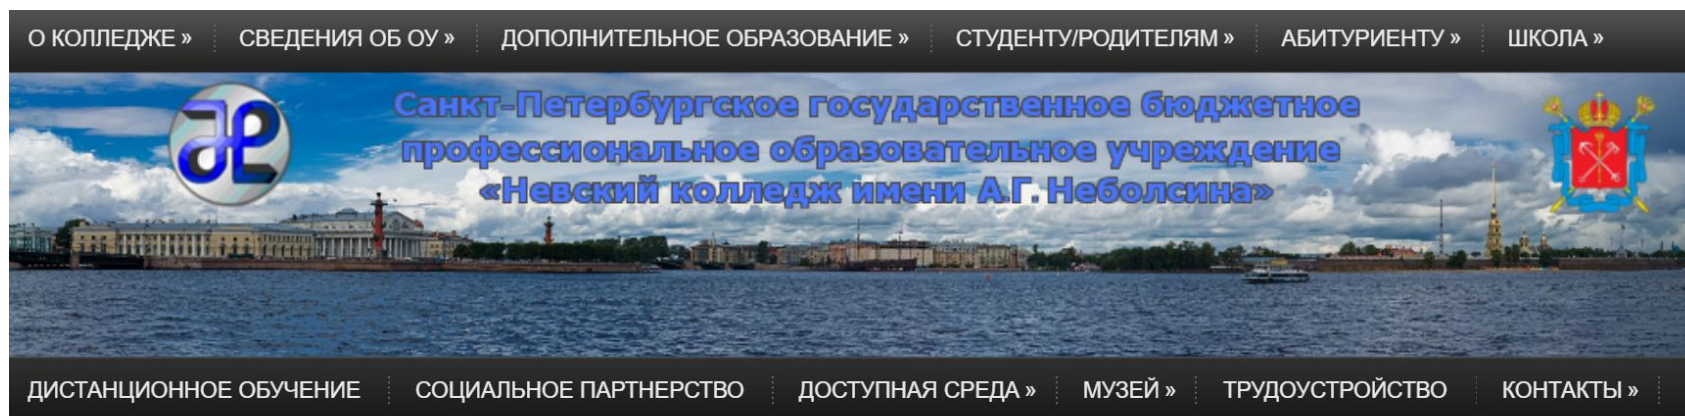 О КОЛЛЕДЖЕ » СВЕДЕНИЯ ОБ ОУ » ДОПОЛНИТЕЛЬНОЕ ОБРАЗОВАНИЕ » СТУДЕНТУ/РОДИТЕЛЯМ » АБИТУРИЕНТУ » ШКОЛА »
Санкт-Петербургское государственное бюджетное
профессиональное образовательное учреждение
«Невский колледж имени А.Г. Неболсина»
ДИСТАНЦИОННОЕ ОБУЧЕНИЕ СОЦИАЛЬНОЕ ПАРТНЕРСТВО ДОСТУПНАЯ СРЕДА » МУЗЕЙ » ТРУДОУСТРОЙСТВО КОНТАКТЫ »